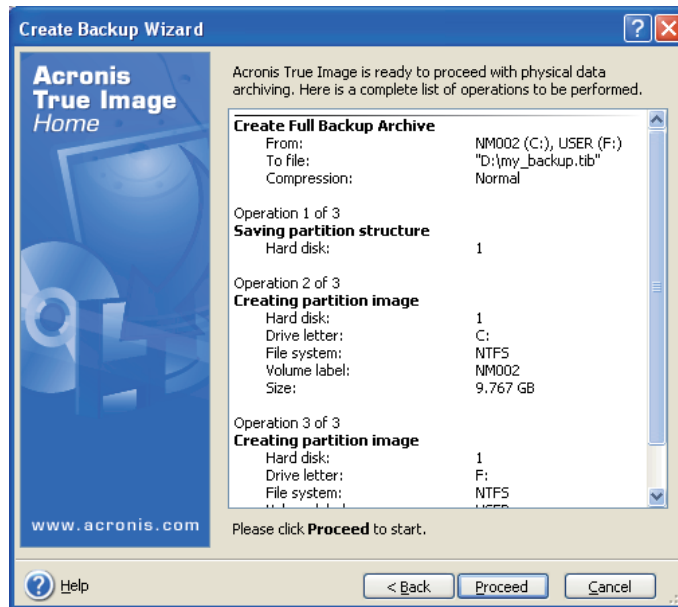 Create Backup Wizard
Acronis
True Image
Home
Acronis True Image is ready to proceed with physical data
archiving. Here is a complete list of operations to be performed.
Create Full Backup Archive
From: NM002 (C:), USER (F:)
To file: "D:\my_backup.tib"
Compression: Normal
Operation 1 of 3
Saving partition structure
Hard disk: 1
Operation 2 of 3
Creating partition image
Hard disk: 1
Drive letter: C:
File system: NTFS
Volume label: NM002
Size: 9.767 GB
Operation 3 of 3
Creating partition image
Hard disk: 1
Drive letter: F:
File system: NTFS
www.acronis.com
Please click Proceed to start.
Help
< Back
Proceed
Cancel